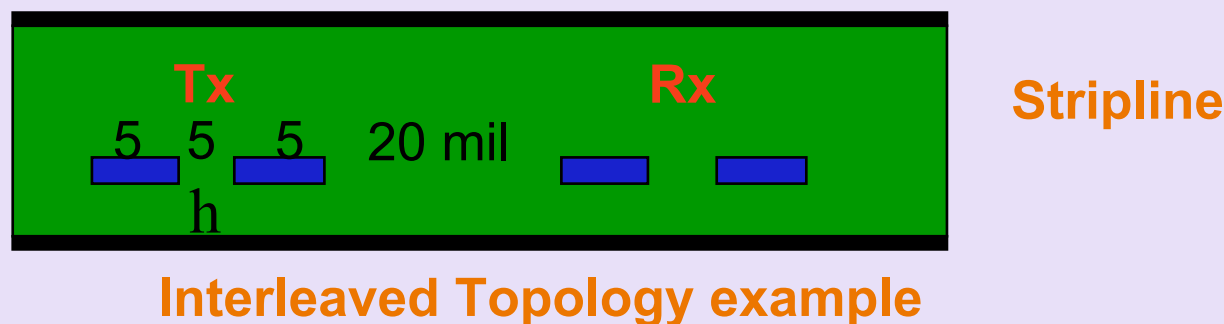 Tx Rx
Stripline
5 5 5 20 mil
h
Interleaved Topology example